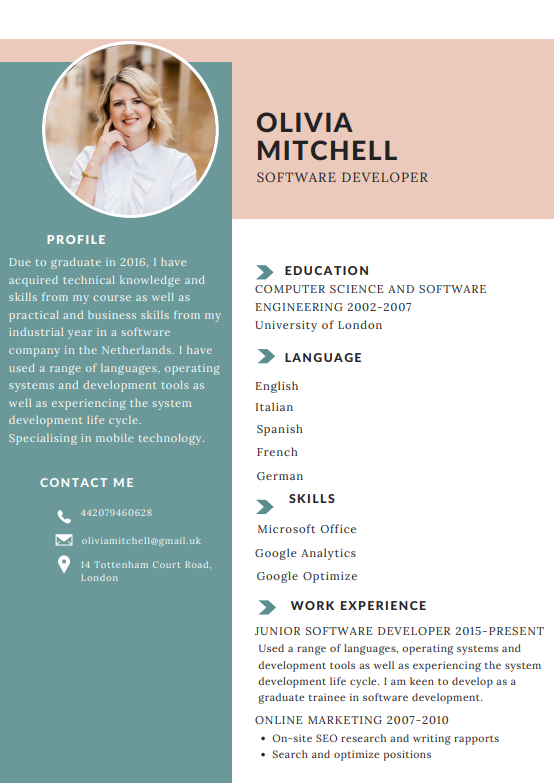 OLIVIA
MITCHELL
SOFTWARE DEVELOPER
PROFILE
Due to graduate in 2016, I have
acquired technical knowledge and
skills from my course as well as
practical and business skills from my
industrial year in a software
company in the Netherlands. I have
used a range of languages, operating
systems and development tools as
well as experiencing the system
development life cycle.
Specialising in mobile technology.
CONTACT ME
442079460628
oliviamitchell@gmail.uk
14 Tottenham Court Road,
London
EDUCATION
COMPUTER SCIENCE AND SOFTWARE
ENGINEERING 2002-2007
University of London
LANGUAGE
English
Italian
Spanish
French
German
SKILLS
Microsoft Office
Google Analytics
Google Optimize
WORK EXPERIENCE
JUNIOR SOFTWARE DEVELOPER 2015-PRESENT
Used a range of languages, operating systems and
development tools as well as experiencing the system
development life cycle. I am keen to develop as a
graduate trainee in software development.
ONLINE MARKETING 2007-2010
• On-site SEO research and writing rapports
• Search and optimize positions